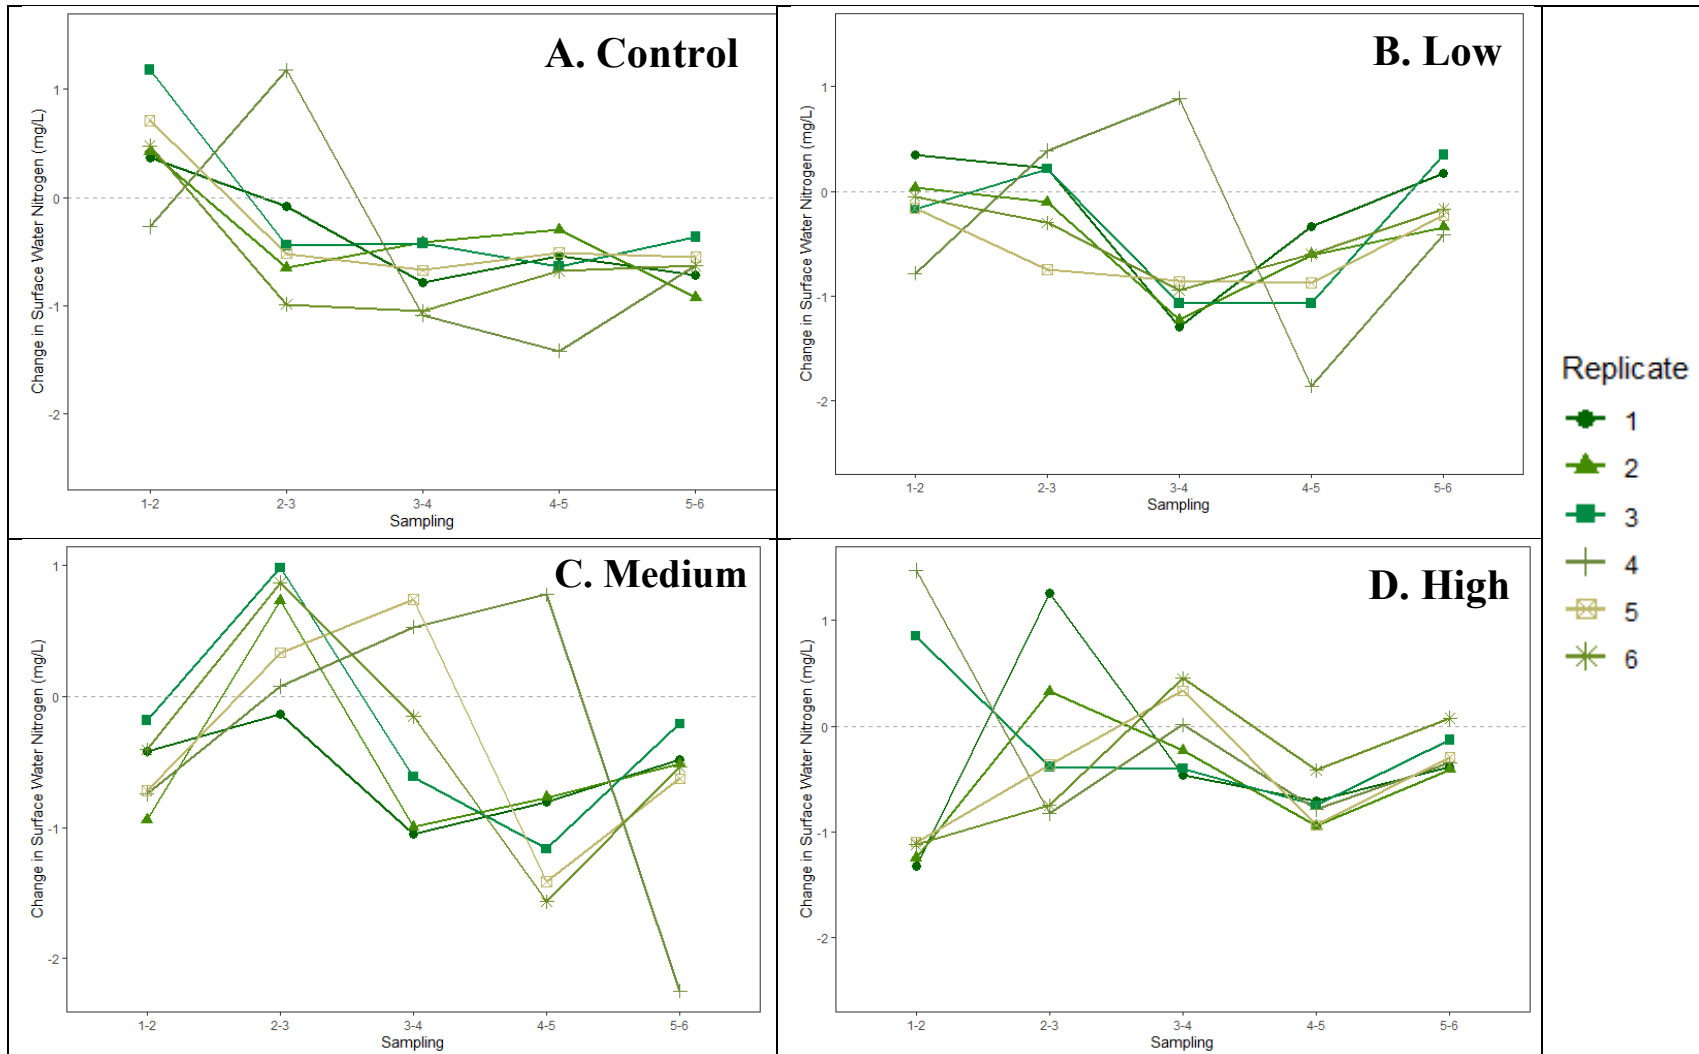 A. Control
Change in Surface Water Nitrogen (mg/L)
1
0
-1
-2
1-2 2-3 3-4 4-5 5-6
Sampling
B. Low
Change in Surface Water Nitrogen (mg/L)
1
0
-1
-2
1-2 2-3 3-4 4-5 5-6
Sampling
C. Medium
Change in Surface Water Nitrogen (mg/L)
1
0
-1
-2
1-2 2-3 3-4 4-5 5-6
Sampling
D. High
Change in Surface Water Nitrogen (mg/L)
1
0
-1
-2
1-2 2-3 3-4 4-5 5-6
Sampling
Replicate
1
2
3
4
5
6